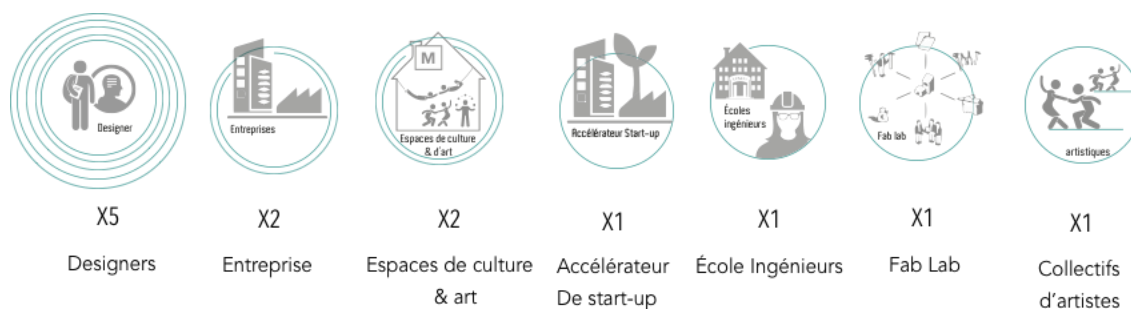 Designer
Entreprises
M
Espaces de culture
& d'art
Accélérateur Start-up
Écoles
ingénieurs
Fab lab
artistiques
X5
X2
X2
X1
X1
X1
X1
Designers
Entreprise
Espaces de culture
& art
Accélérateur
De start-up
École Ingénieurs
Fab Lab
Collectifs
d'artistes